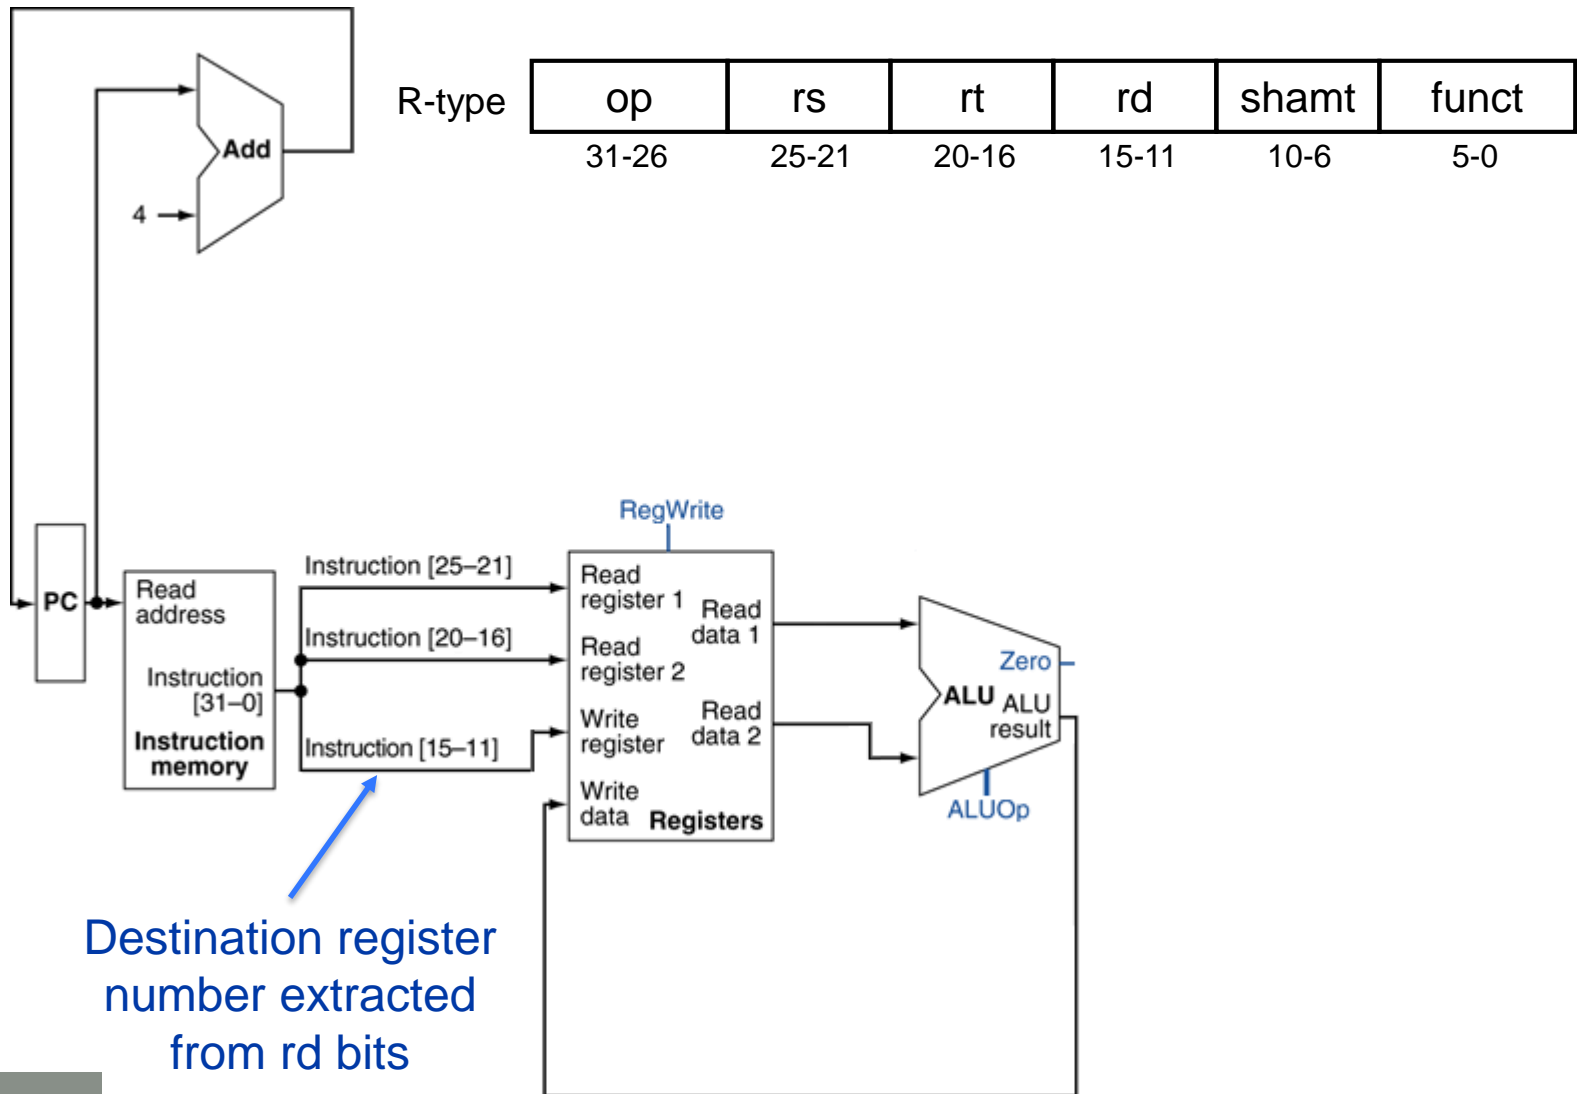 R-type
op rs rt rd shamt funct
31-26 25-21 20-16 15-11 10-6 5-0
Add
4
RegWrite
PC
Read
address
Instruction
[31–0]
Instruction
memory
Instruction [25–21]
Instruction [20–16]
Instruction [15–11]
Read
register 1
Read
register 2
Write
register
Write
data
Read
data 1
Read
data 2
Registers
Zero
ALU
ALU
result
ALUOp
Destination register
number extracted
from rd bits